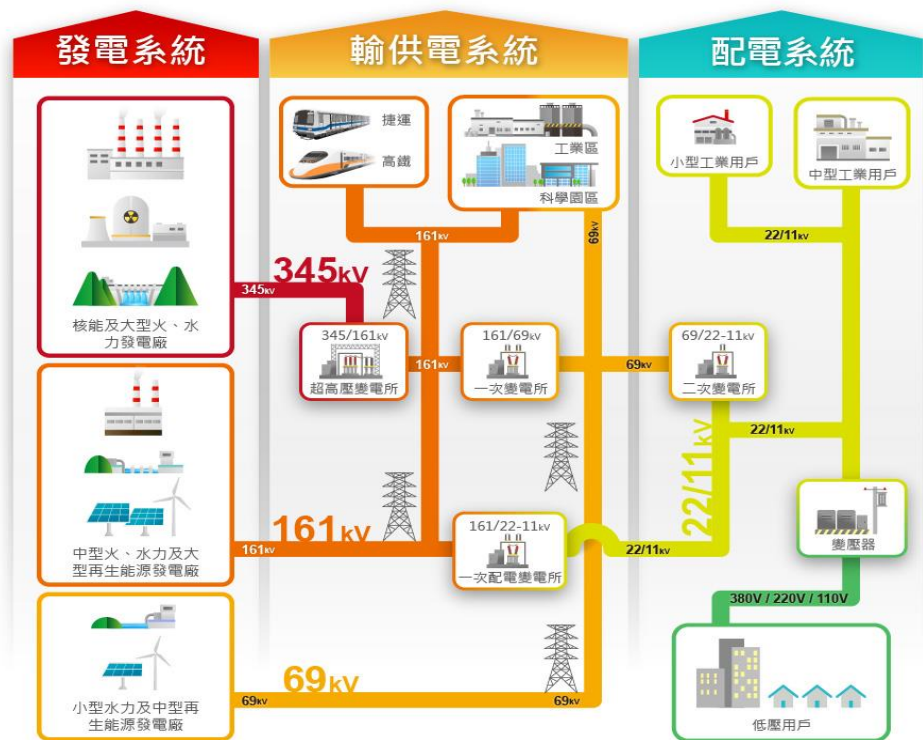 發電系統
輸供電系統
配電系統
捷運
高鐵
工業區
科學園區
小型工業用戶
中型工業用戶
161kV
69kV
22/11kV
345kV
345kV
核能及大型火、水
力發電廠
345/161kV
超高壓變電所
161kV
161/69kV
一次變電所
69kV
69/22-11kV
二次變電所
22/11kV
22/11kV
中型火、水力及大
型再生能源發電廠
161kV
161kV
161/22-11kV
一次配電變電所
22/11kV
變壓器
380V / 220V / 110V
低壓用戶
小型水力及中型再
生能源發電廠
69kV
69kV
69kV